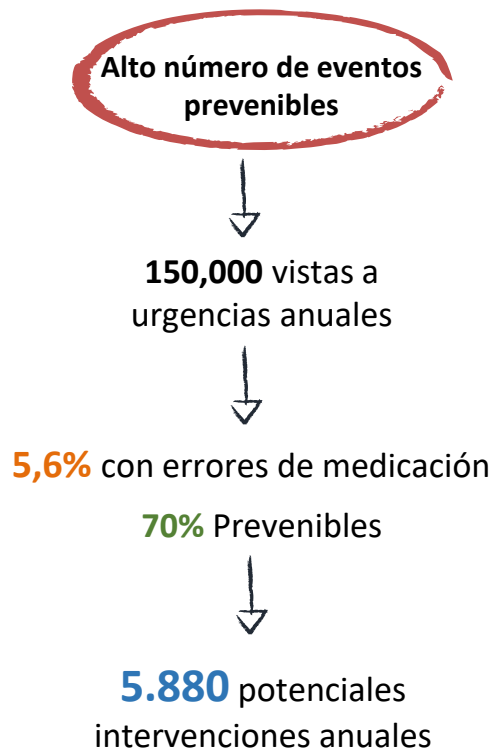 Alto número de eventos
prevenibles
150,000 vistas a
urgencias anuales
5,6% con errores de medicación
70% Prevenibles
5.880 potenciales
intervenciones anuales